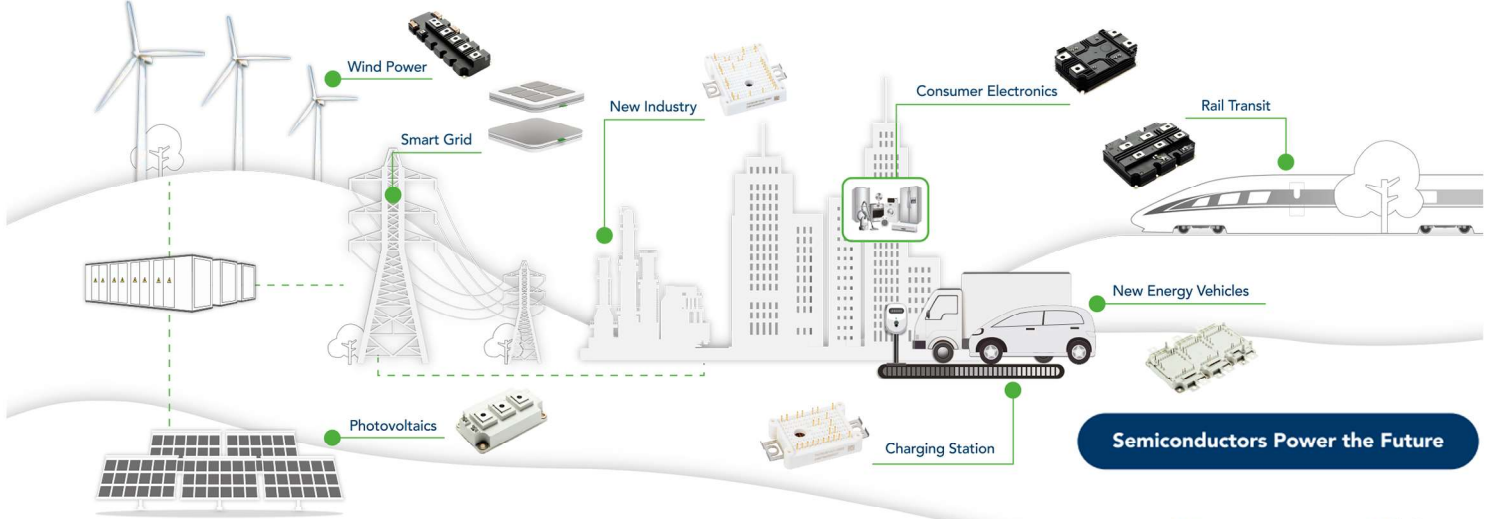 Wind Power
Smart Grid
New Industry
Consumer Electronics
Rail Transit
New Energy Vehicles
Photovoltaics
Charging Station
Semiconductors Power the Future